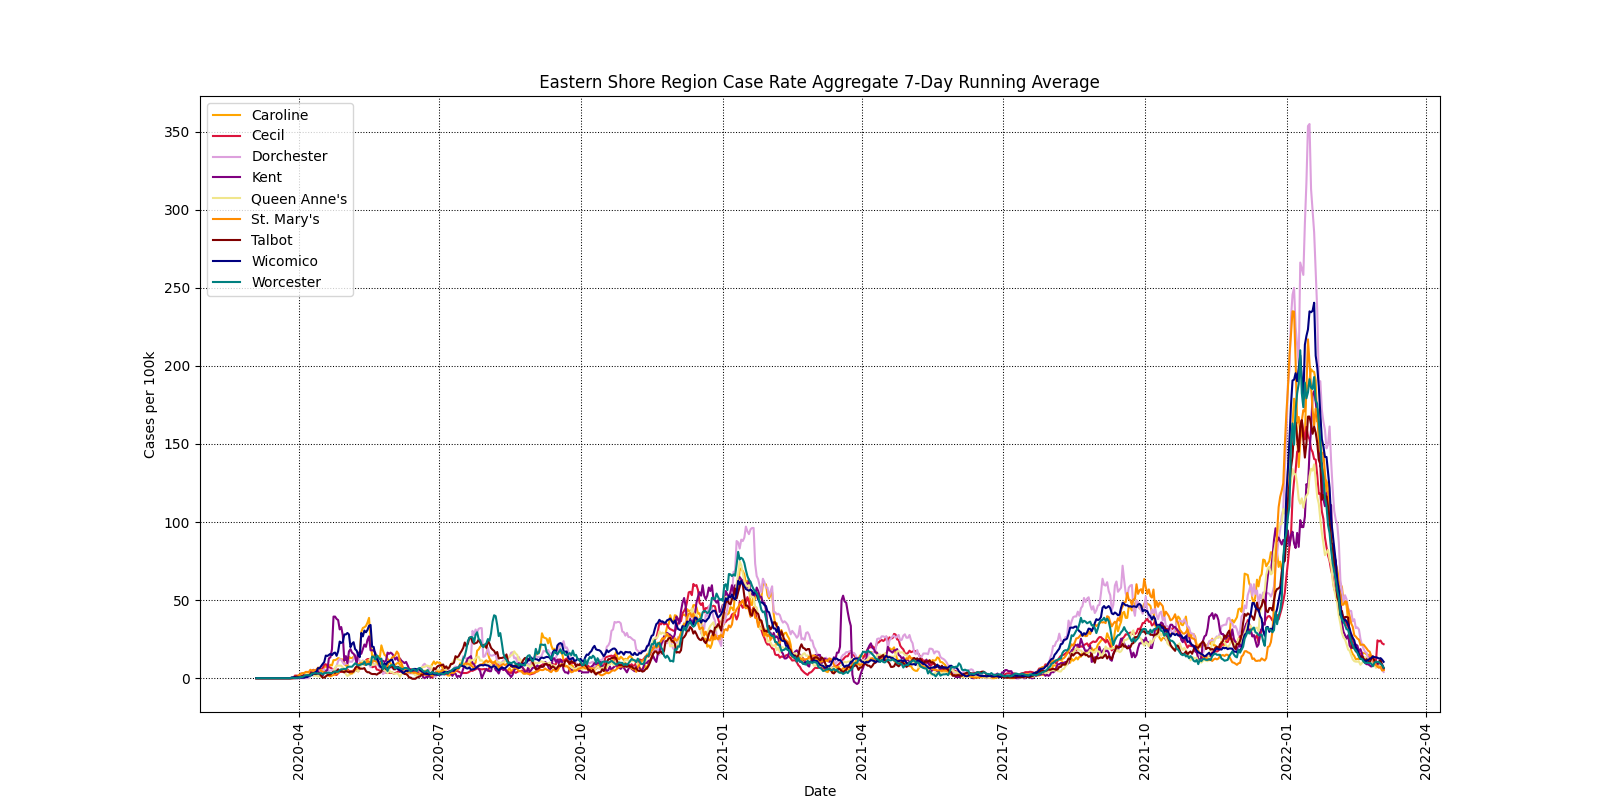 Eastern Shore Region Case Rate Aggregate 7-Day Running Average
Caroline
Cecil
Dorchester
Kent
Queen Anne's
St. Mary's
Talbot
Wicomico
Worcester
350
300
250
200
150
100
50
0
Cases per 100k
2020-04
2020-07
2020-10
2021-01
2021-04
2021-07
2021-10
2022-01
2022-04
Date